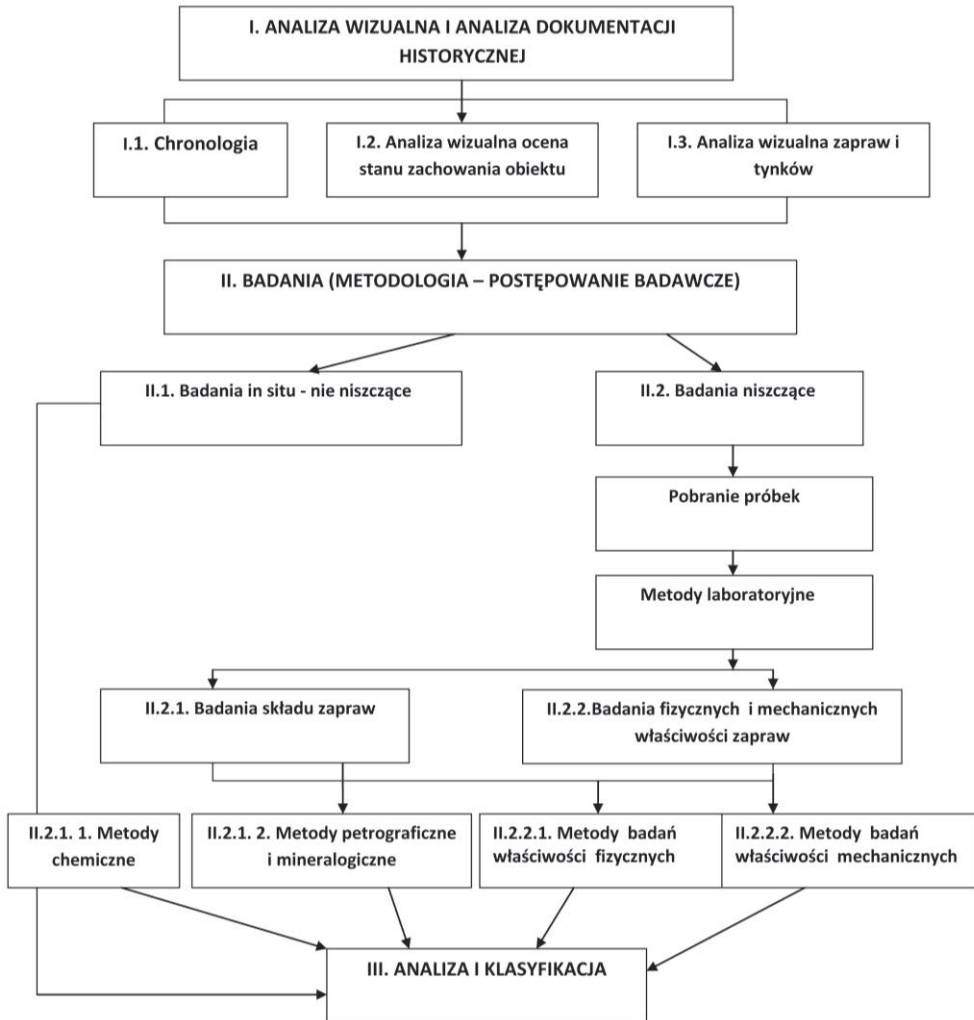 I. ANALIZA WIZUALNA I ANALIZA DOKUMENTACJI
HISTORYCZNEJ
I.1. Chronologia
I.2. Analiza wizualna ocena
stanu zachowania obiektu
I.3. Analiza wizualna zapraw i
tynków
II. BADANIA (METODOLOGIA – POSTĘPOWANIE BADAWCZE)
II.1. Badania in situ - nie niszczące
II.2. Badania niszczące
Pobranie próbek
Metody laboratoryjne
II.2.1. Badania składu zapraw
II.2.2.Badania fizycznych i mechanicznych
właściwości zapraw
II.2.1. 1. Metody
chemiczne
II.2.1. 2. Metody petrograficzne
i mineralogiczne
II.2.2.1. Metody badań
właściwości fizycznych
II.2.2.2. Metody badań
właściwości mechanicznych
III. ANALIZA I KLASYFIKACJA